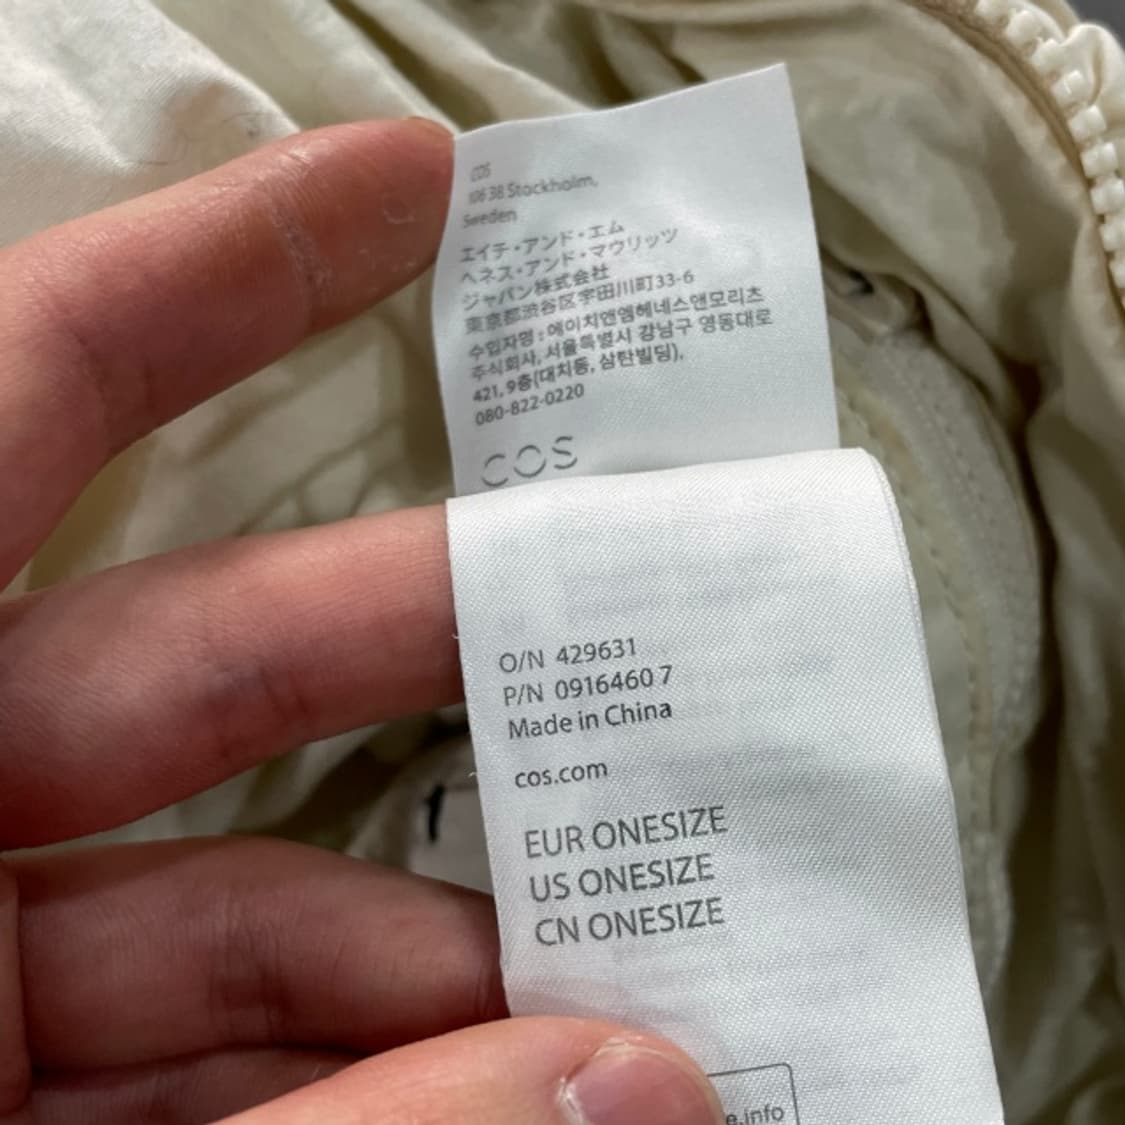 COS
106 38 Stockholm,
Sweden
エイチ・アンド・エム
ヘネス・アンド・マウリッツ
ジャパン株式会社
東京都渋谷区宇田川町33-6
수입자명 : 에이치앤엠헤네스앤모리츠
주식회사, 서울특별시 강남구 영동대로
421, 9층(대치동, 삼탄빌딩),
080-822-0220
COS
O/N 429631
P/N 0916460 7
Made in China
cos.com
EUR ONESIZE
US ONESIZE
CN ONESIZE
e.info